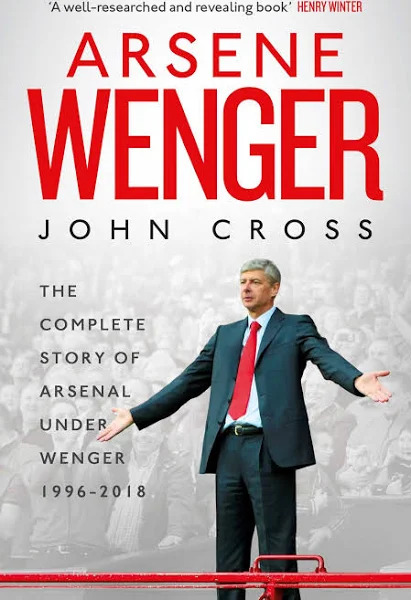 ‘A well-researched and revealing book’ HENRY WINTER
ARSENE
WENGER
JOHN CROSS
THE
COMPLETE
STORY OF
ARSENAL
UNDER
WENGER
1996-2018